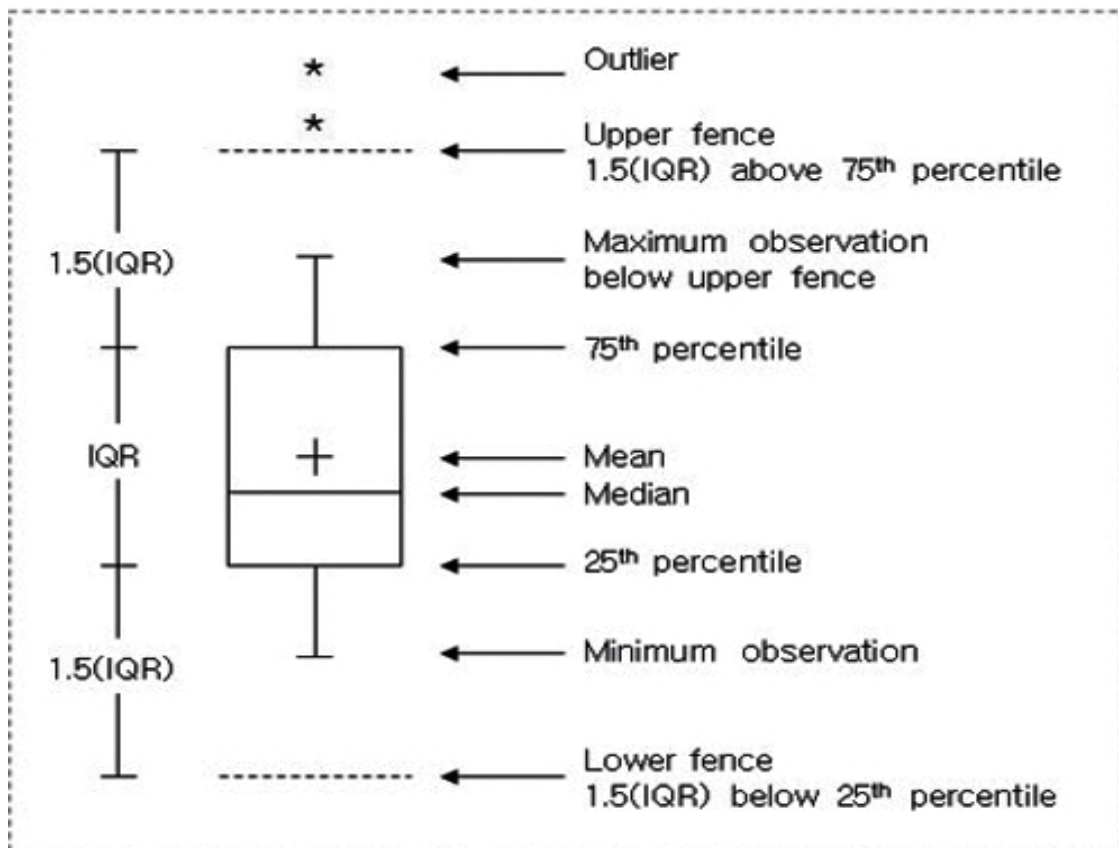 *
Outlier
*
Upper fence
1.5(IQR) above 75th percentile
1.5(IQR)
Maximum observation
below upper fence
75th percentile
IQR
Mean
Median
25th percentile
1.5(IQR)
Minimum observation
Lower fence
1.5(IQR) below 25th percentile